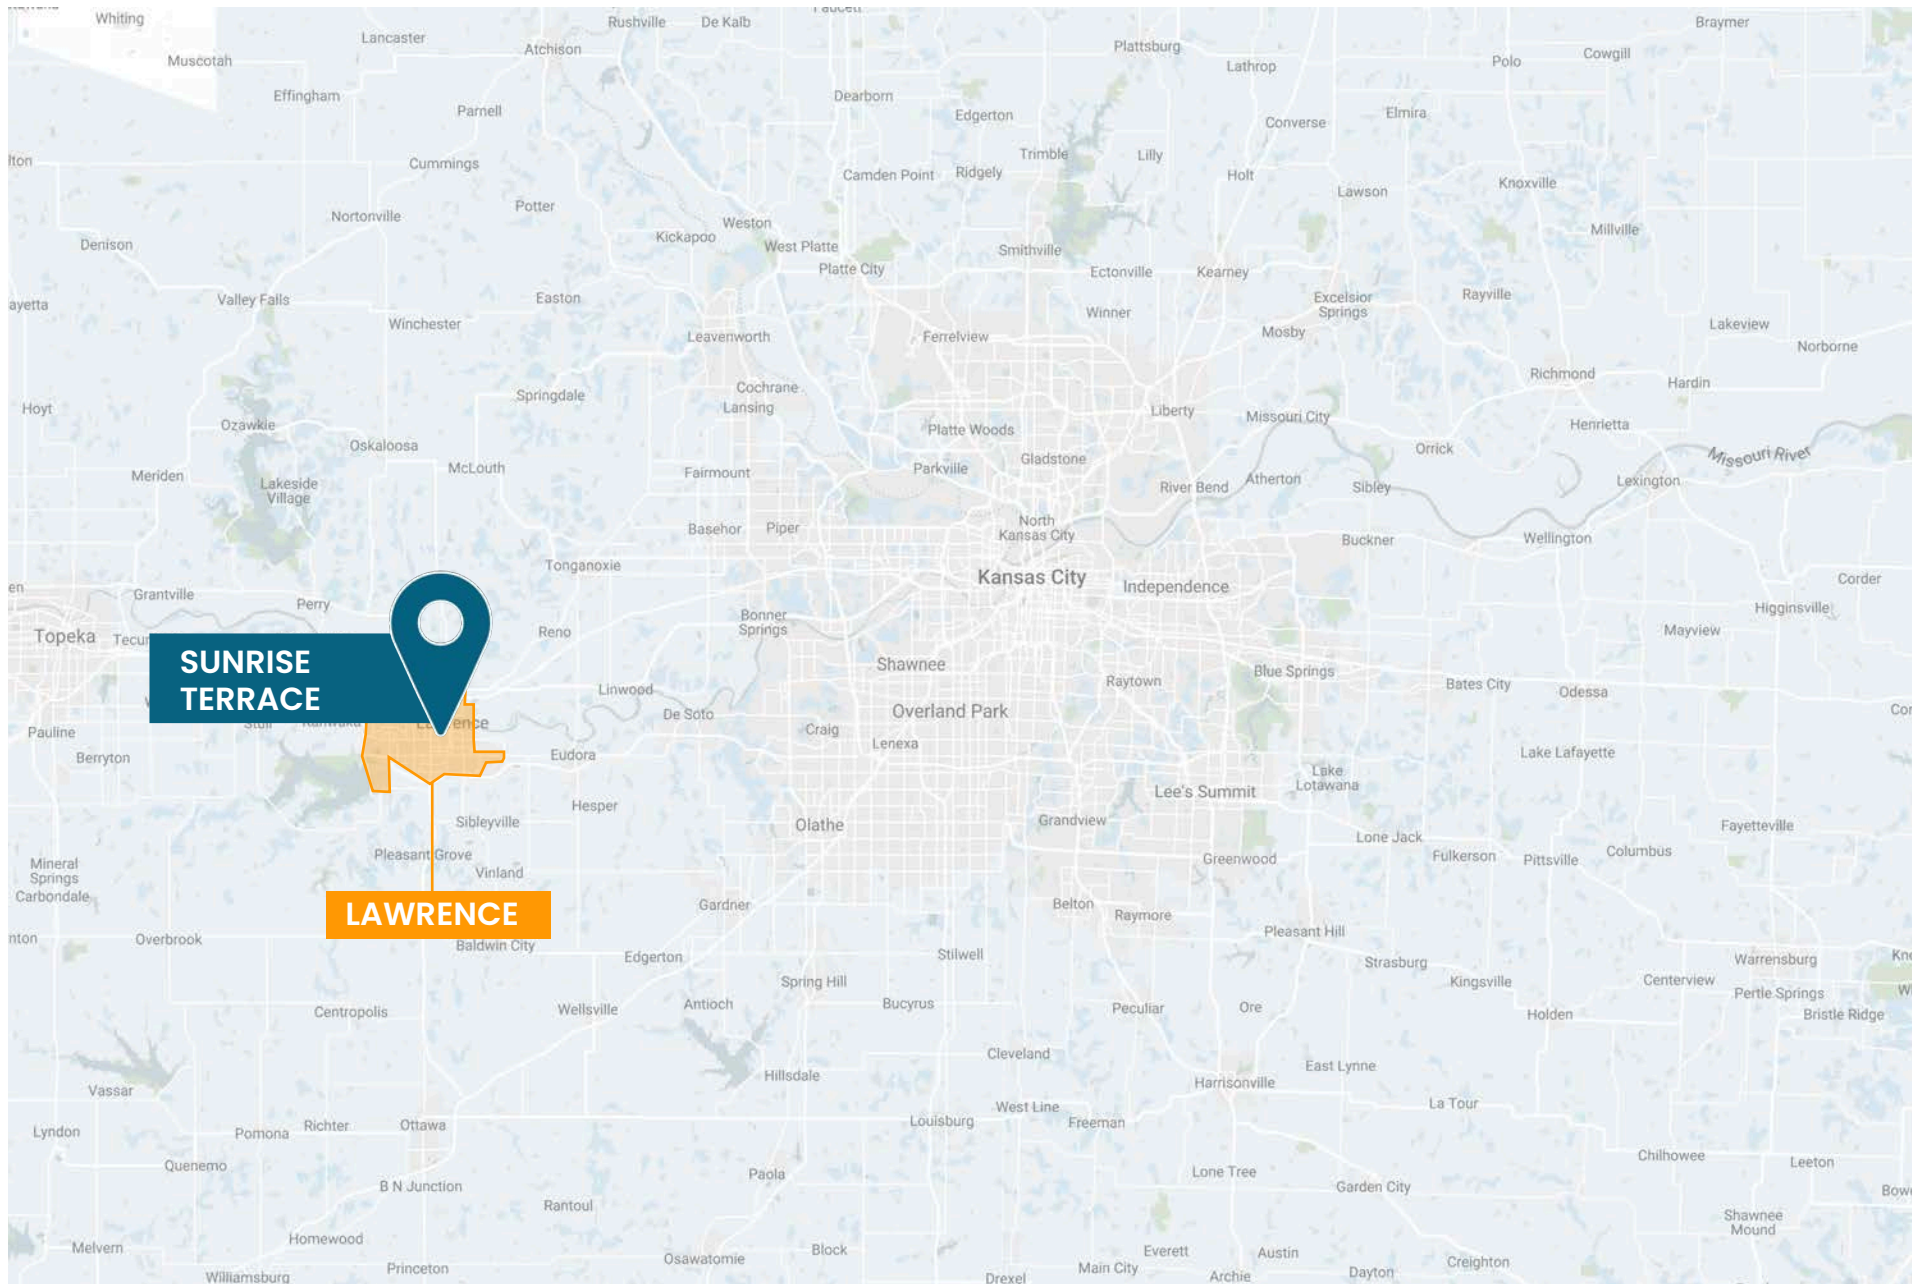 Whiting
Lancaster
Rushville
De Kalb
Braymer
Muscotah
Atchison
Plattsburg
Lathrop
Polo
Cowgill
Effingham
Parnell
Dearborn
Edgerton
Converse
Elmira
Cummings
Trimble
Lilly
Camden Point
Ridgely
Holt
Lawson
Knoxville
Potter
Nortonville
Weston
Kickapoo
West Platte
Millville
Denison
Smithville
Platte City
Ectonville
Kearney
Valley Falls
Easton
Excelsior
Springs
Rayville
Winchester
Winner
Leavenworth
Ferrelview
Mosby
Lakeview
Norborne
Springdale
Cochrane
Richmond
Hardin
Hoyt
Lansing
Liberty
Missouri City
Ozawkie
Platte Woods
Henrietta
Oskaloosa
Orrick
Missouri River
Meriden
McLouth
Fairmount
Parkville
Gladstone
Lakeside
Village
River Bend
Atherton
Sibley
Lexington
Basehor
Piper
North
Kansas City
Buckner
Wellington
Tonganoxie
Kansas City
Independence
Corder
Grantville
Perry
Bonner
Springs
Higginsville
Topeka
Reno
Mayview
SUNRISE
TERRACE
Shawnee
Raytown
Blue Springs
Linwood
Bates City
Odessa
De Soto
Overland Park
Pauline
Craig
Lenexa
Berryton
Eudora
Lake Lafayette
Lake
Lotawana
Lee's Summit
Hesper
Sibleyville
Olathe
Grandview
Lone Jack
Fayetteville
Pleasant Grove
Mineral
Springs
Vinland
Greenwood
Fulkerson
Pittsville
Columbus
Carbondale
LAWRENCE
Gardner
Belton
Raymore
Pleasant Hill
Overbrook
Baldwin City
Edgerton
Stilwell
Strasburg
Warrensburg
Spring Hill
Kingsville
Centerview
Pertle Springs
Centropolis
Wellsville
Antioch
Bucyrus
Peculiar
Ore
Holden
Bristle Ridge
Cleveland
East Lynne
Hillsdale
Harrisonville
Vassar
La Tour
West Line
Freeman
Louisburg
Lyndon
Pomona
Richter
Ottawa
Quenemo
Paola
Lone Tree
Chilhowee
Leeton
B N Junction
Garden City
Rantoul
Shawnee
Mound
Melvern
Homewood
Osawatomie
Block
Everett
Austin
Creighton
Williamsburg
Princeton
Drexel
Main City
Archie
Dayton